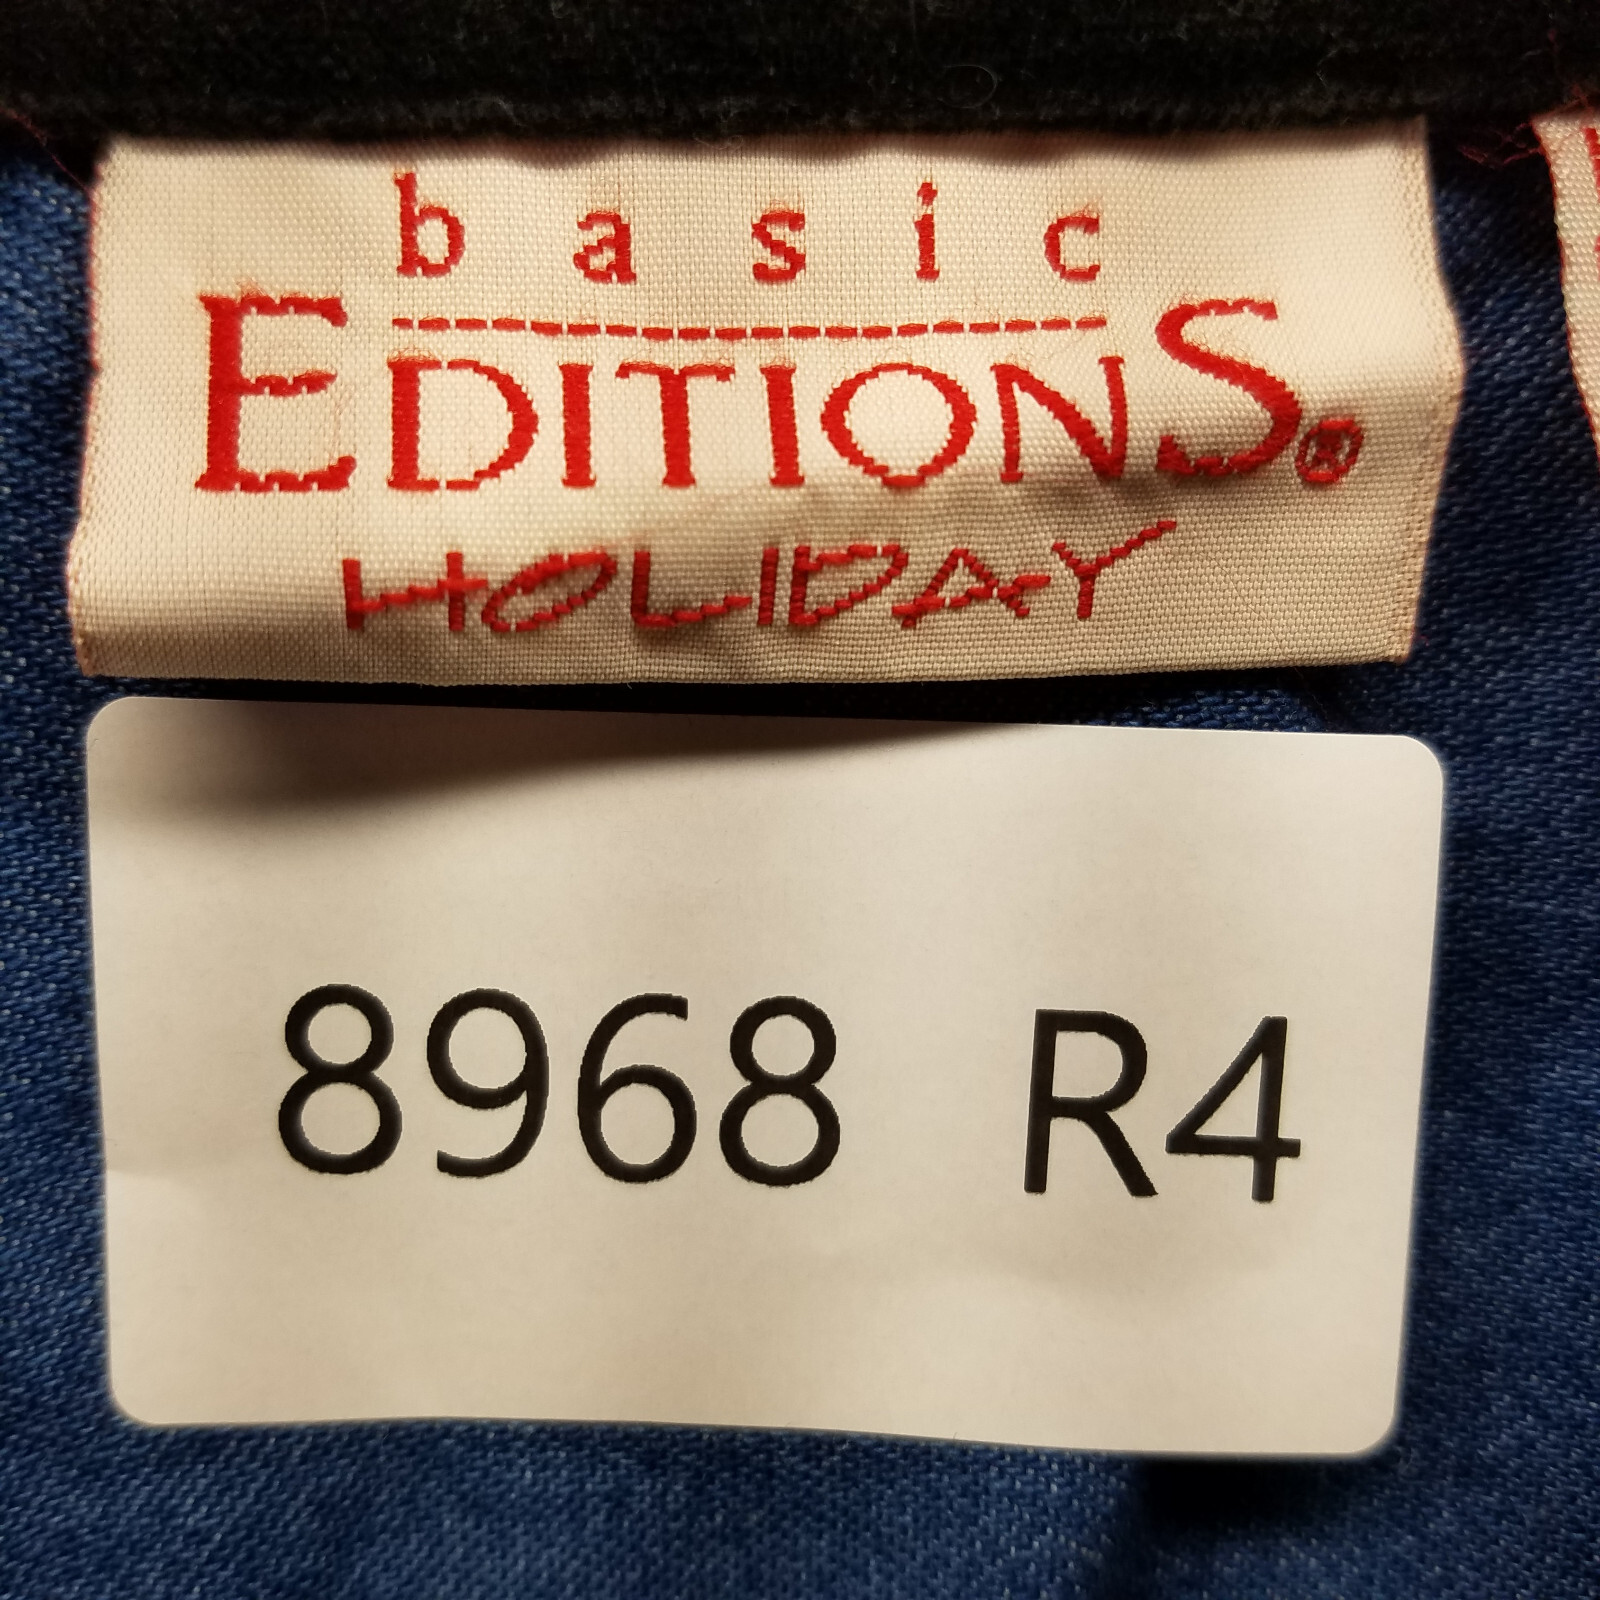 basic
EDITIONS®
HOLIDAY
8968 R4